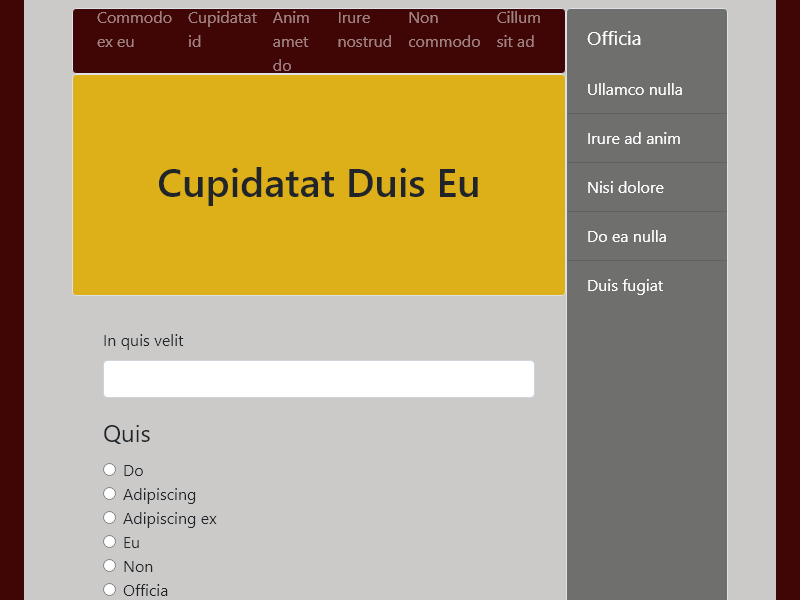 Commodo ex eu
Cupidatat id
Anim amet do
Irure nostrud
Non commodo
Cillum sit ad
Cupidatat Duis Eu
In quis velit
Quis
Do
Adipiscing
Adipiscing ex
Eu
Non
Officia
Officia
Ullamco nulla
Irure ad anim
Nisi dolore
Do ea nulla
Duis fugiat